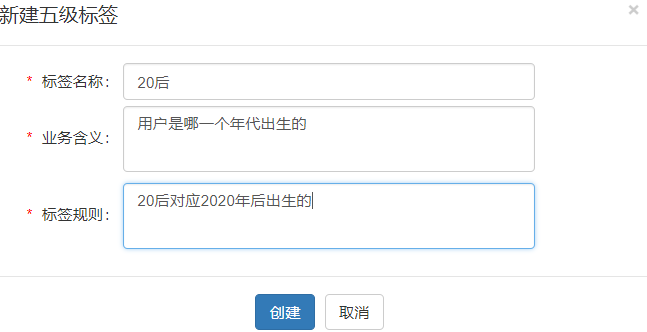 新建五级标签 ×
* 标签名称： 20后
* 业务含义： 用户是哪一个年代出生的
* 标签规则： 20后对应2020年后出生的
创建 取消